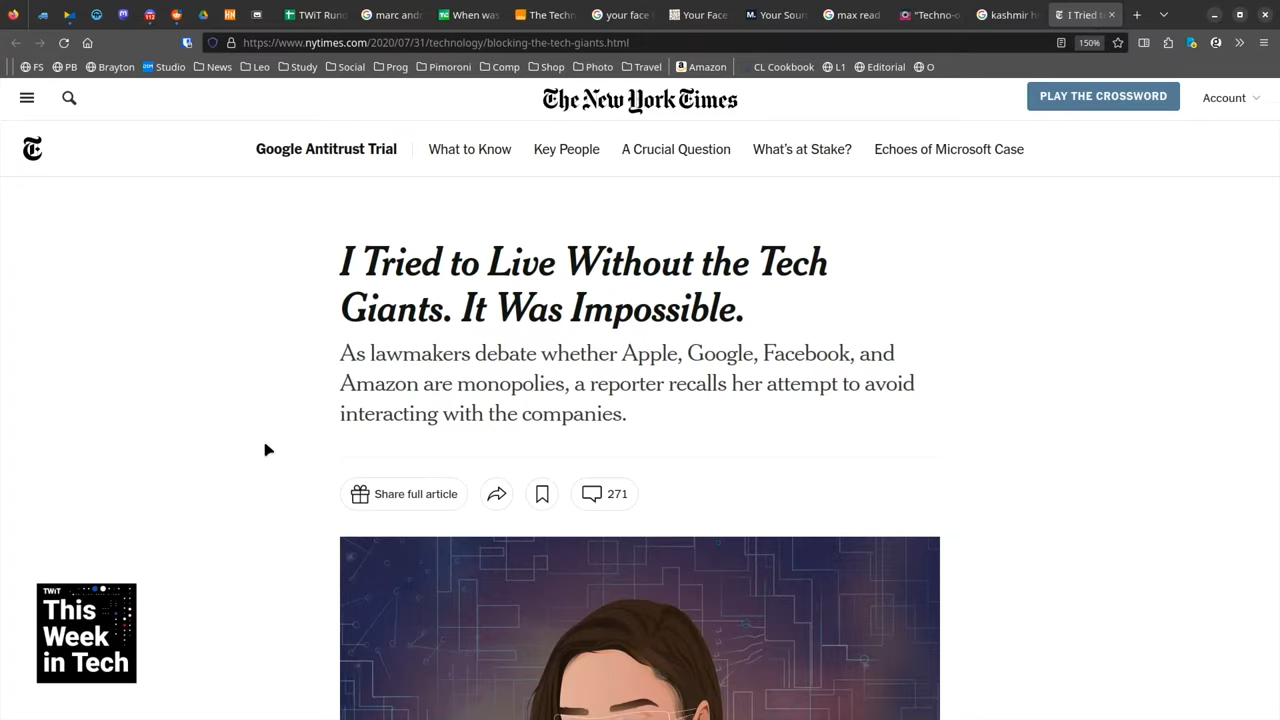 112
HN
TWiT Rund
marc and
When was
The Techn
your face
Your Face
Your Sour
max read
"Techno-o
kashmir h
I Tried to
https://www.nytimes.com/2020/07/31/technology/blocking-the-tech-giants.html
150%
FS PB Brayton Studio News Leo Study Social Prog Pimoroni Comp Shop Photo Travel Amazon CL Cookbook L1 Editorial O
The New York Times
PLAY THE CROSSWORD
Account
Google Antitrust Trial What to Know Key People A Crucial Question What's at Stake? Echoes of Microsoft Case
I Tried to Live Without the Tech
Giants. It Was Impossible.
As lawmakers debate whether Apple, Google, Facebook, and
Amazon are monopolies, a reporter recalls her attempt to avoid
interacting with the companies.
Share full article
271
TWiT
This
Week
in Tech